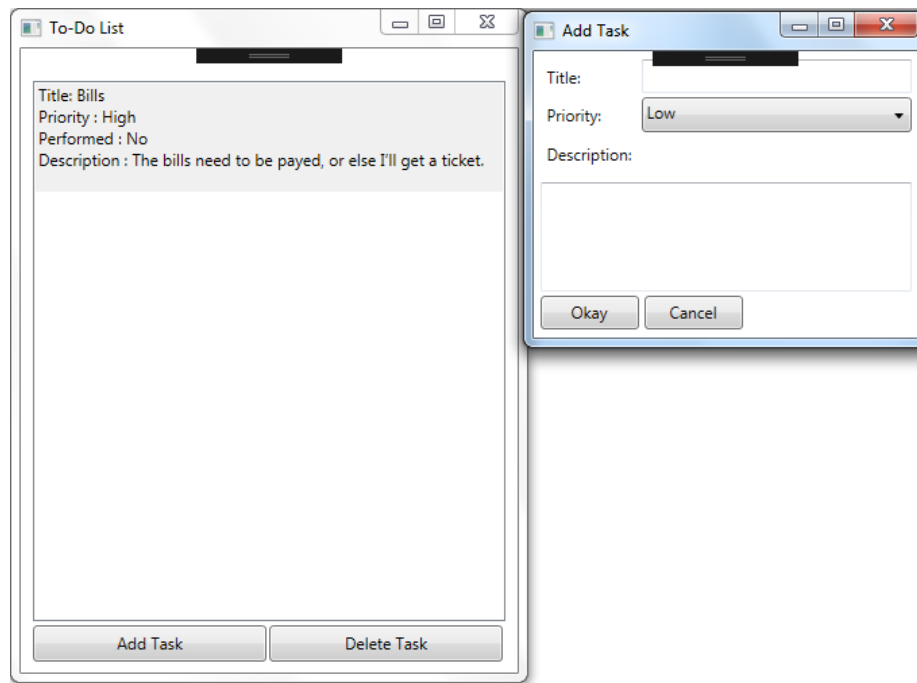 To-Do List
Title: Bills
Priority : High
Performed : No
Description : The bills need to be payed, or else I'll get a ticket.
Add Task
Delete Task
Add Task
Title:
Priority:
Low
Description:
Okay
Cancel